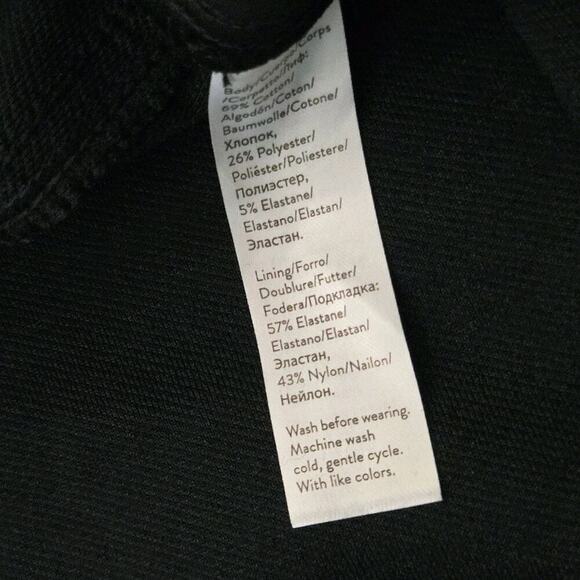 Body/Cuerpo/Corps
/Corpetto/Лиф:
69% Cotton/
Algodón/Coton/
Baumwolle/Cotone/
Хлопок,
26% Polyester/
Poliéster/Poliestere/
Полиэстер,
5% Elastane/
Elastano/Elastan/
Эластан.
Lining/Forro/
Doublure/Futter/
Fodera/Подкладка:
57% Elastane/
Elastano/Elastan/
Эластан,
43% Nylon/Nailon/
Нейлон.
Wash before wearing.
Machine wash
cold, gentle cycle.
With like colors.